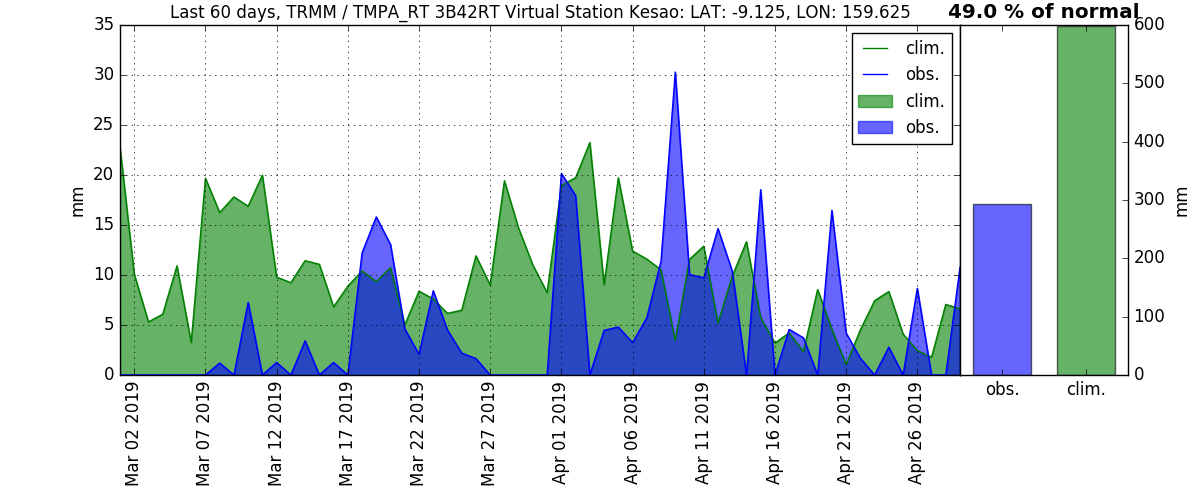 Last 60 days, TRMM / TMPA_RT 3B42RT Virtual Station Kesao: LAT: -9.125, LON: 159.625
49.0 % of normal
35
30
25
20
15
10
5
0
mm
clim.
obs.
clim.
obs.
600
500
400
300
200
100
0
mm
obs.
clim.
Mar 02 2019
Mar 07 2019
Mar 12 2019
Mar 17 2019
Mar 22 2019
Mar 27 2019
Apr 01 2019
Apr 06 2019
Apr 11 2019
Apr 16 2019
Apr 21 2019
Apr 26 2019